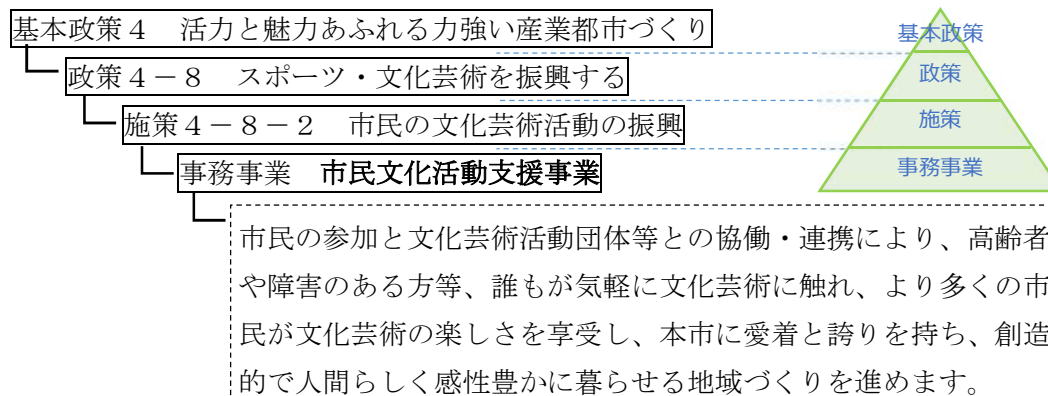 基本政策４　活力と魅力あふれる力強い産業都市づくり
政策４－８　スポーツ・文化芸術を振興する
施策４－８－２　市民の文化芸術活動の振興
事務事業　市民文化活動支援事業
市民の参加と文化芸術活動団体等との協働・連携により、高齢者
や障害のある方等、誰もが気軽に文化芸術に触れ、より多くの市
民が文化芸術の楽しさを享受し、本市に愛着と誇りを持ち、創造
的で人間らしく感性豊かに暮らせる地域づくりを進めます。
基本政策
政策
施策
事務事業